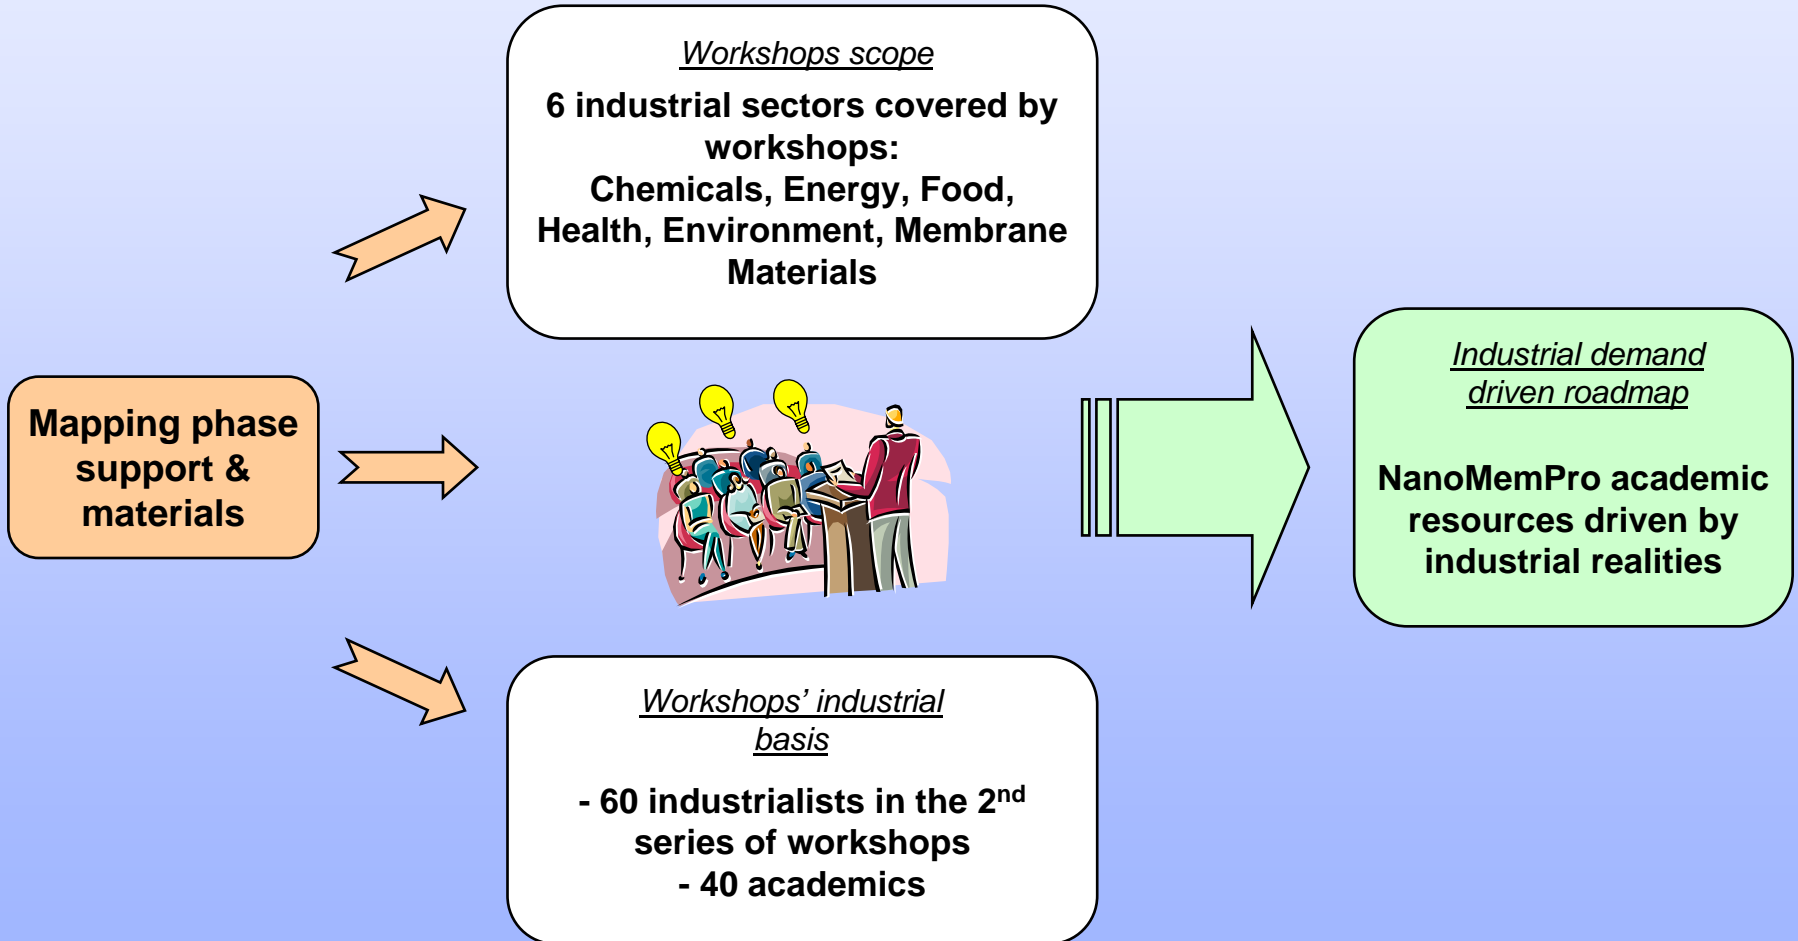 Workshops scope
6 industrial sectors covered by
workshops:
Chemicals, Energy, Food,
Health, Environment, Membrane
Materials
Mapping phase
support &
materials
Industrial demand
driven roadmap
NanoMemPro academic
resources driven by
industrial realities
Workshops’ industrial
basis
- 60 industrialists in the 2nd
series of workshops
- 40 academics